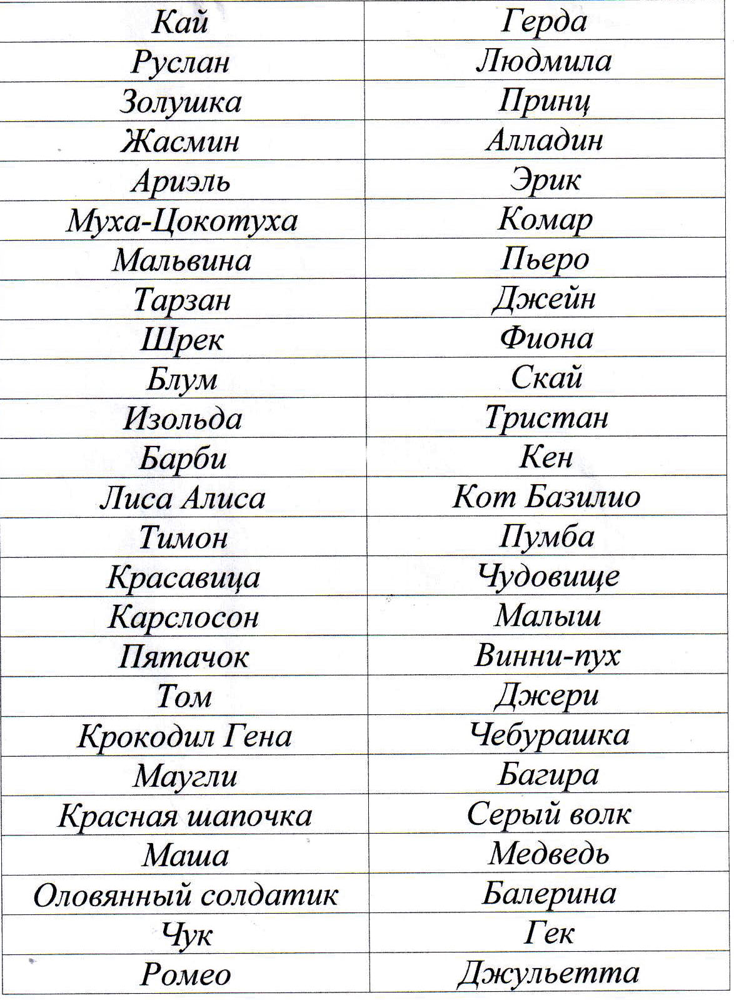 Кай Герда
Руслан Людмила
Золушка Принц
Жасмин Алладин
Ариэль Эрик
Муха-Цокотуха Комар
Мальвина Пьеро
Тарзан Джейн
Шрек Фиона
Блум Скай
Изольда Тристан
Барби Кен
Лиса Алиса Кот Базилио
Тимон Пумба
Красавица Чудовище
Карслосон Малыш
Пятачок Винни-пух
Том Джери
Крокодил Гена Чебурашка
Маугли Багира
Красная шапочка Серый волк
Маша Медведь
Оловянный солдатик Балерина
Чук Гек
Ромео Джульетта